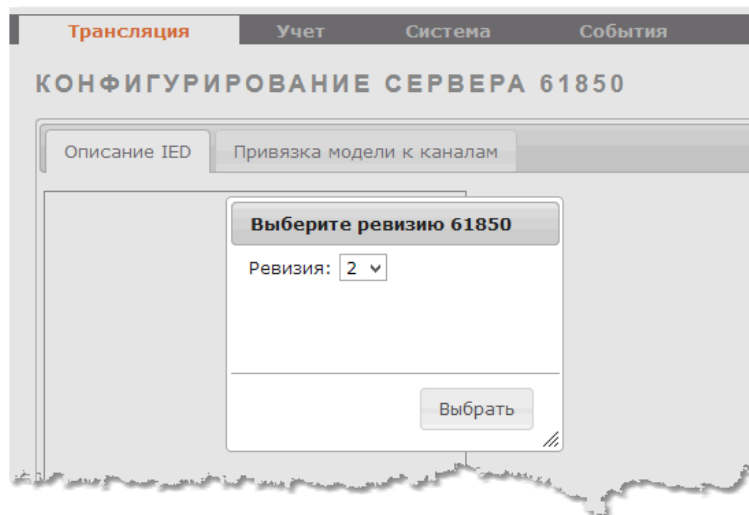 Трансляция Учет Система События
КОНФИГУРИРОВАНИЕ СЕРВЕРА 61850
Описание IED Привязка модели к каналам
Выберите ревизию 61850
Ревизия: 2
Выбрать